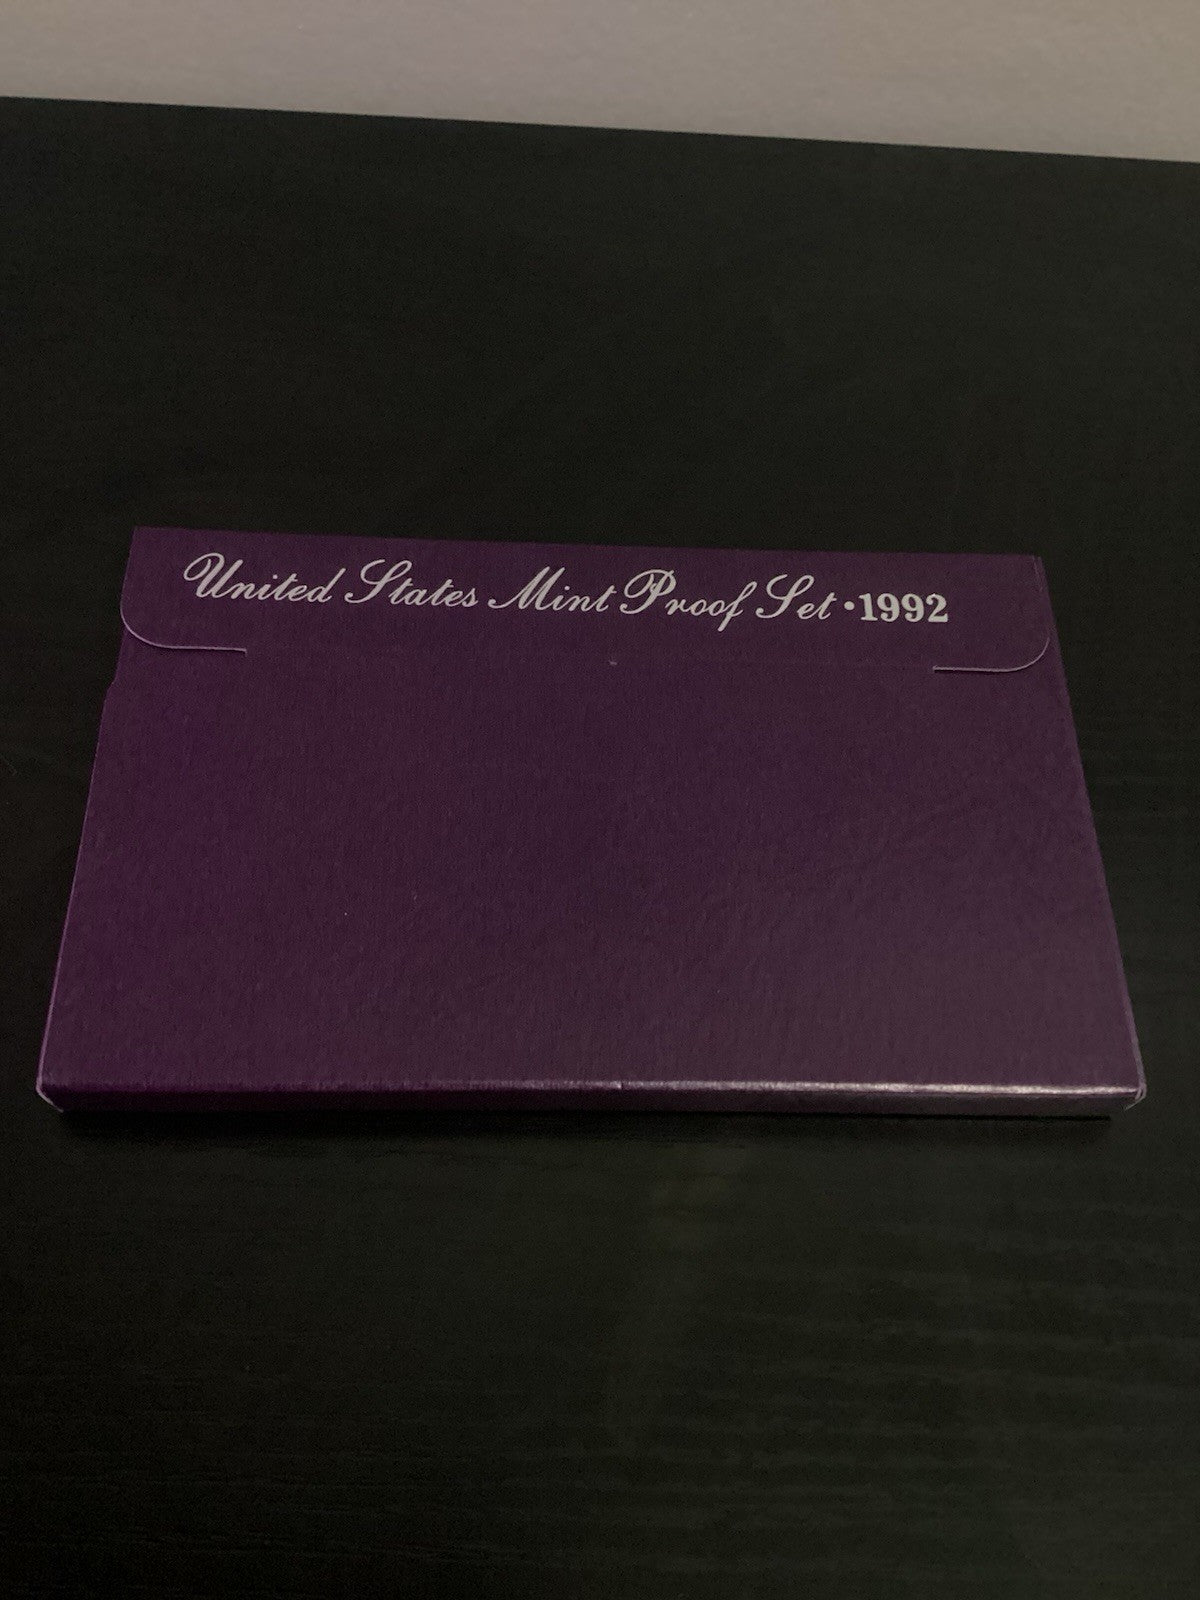 United States Mint Proof Set • 1992